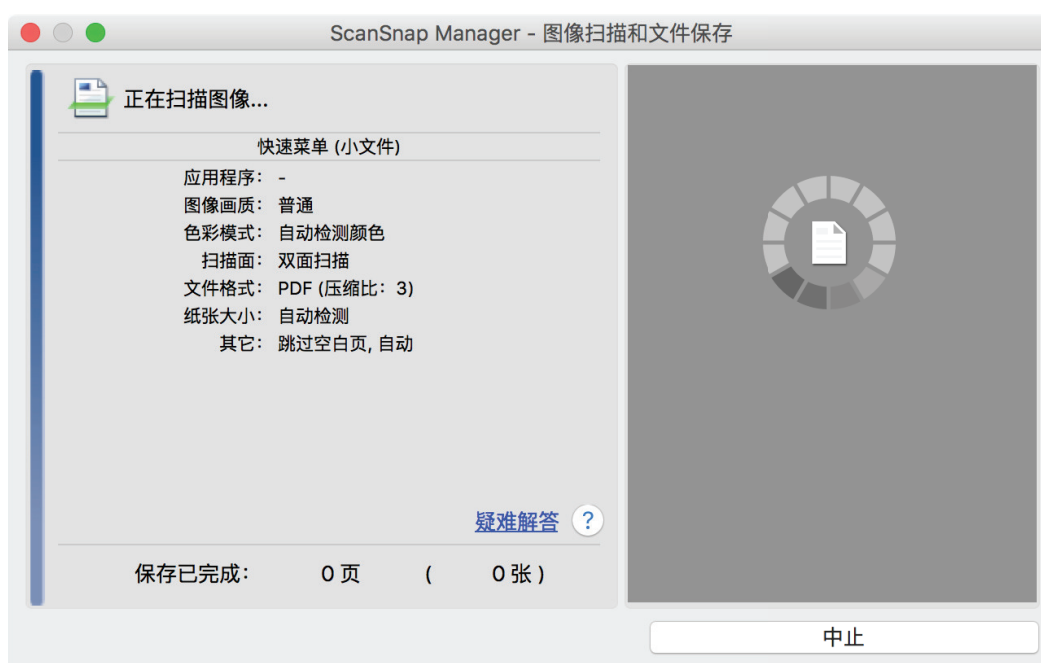 ScanSnap Manager - 图像扫描和文件保存
正在扫描图像...
快速菜单 (小文件)
应用程序： -
图像画质： 普通
色彩模式： 自动检测颜色
扫描面： 双面扫描
文件格式： PDF (压缩比：3)
纸张大小： 自动检测
其它： 跳过空白页, 自动
疑难解答 ?
保存已完成： 0 页 ( 0 张 )
中止